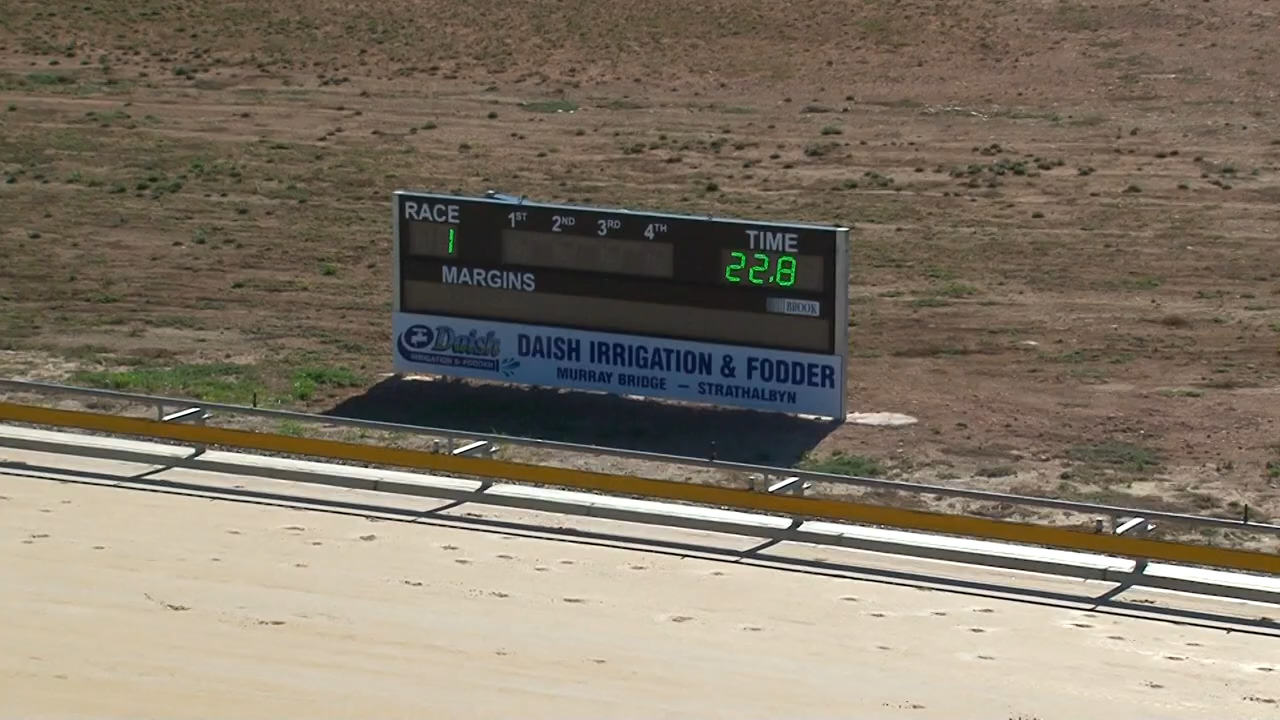 RACE 1ST 2ND 3RD 4TH TIME
1 22.8
MARGINS
BROOK
Daish
IRRIGATION & FODDER
DAISH IRRIGATION & FODDER
MURRAY BRIDGE – STRATHALBYN